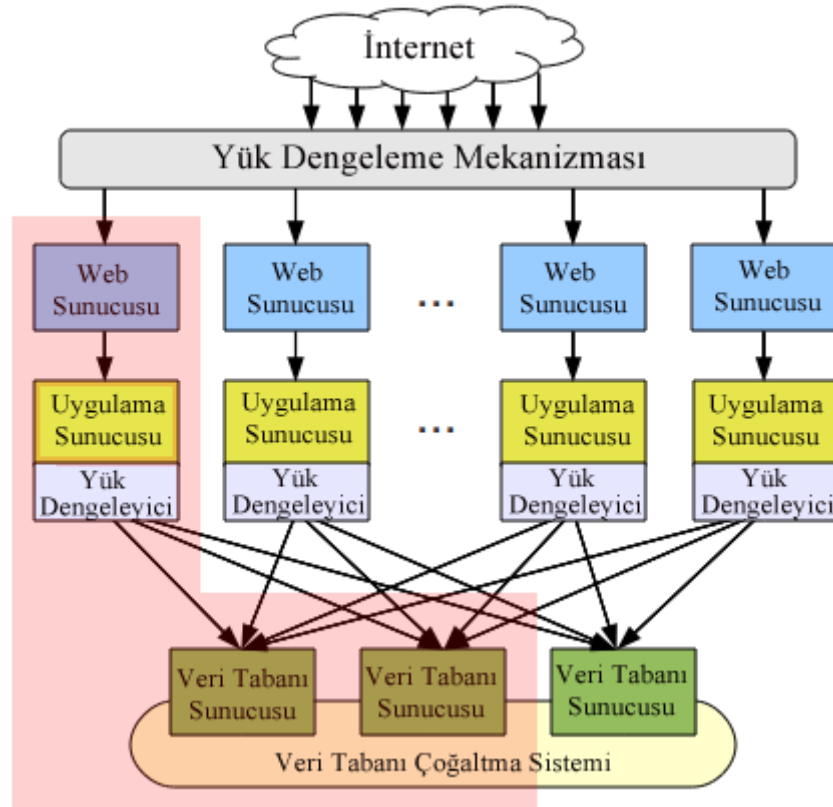 İnternet
Yük Dengeleme Mekanizması
Web
Sunucusu
Web
Sunucusu
...
Web
Sunucusu
Web
Sunucusu
Uygulama
Sunucusu
Uygulama
Sunucusu
...
Uygulama
Sunucusu
Uygulama
Sunucusu
Yük
Dengeleyici
Yük
Dengeleyici
Yük
Dengeleyici
Yük
Dengeleyici
Veri Tabanı
Sunucusu
Veri Tabanı
Sunucusu
Veri Tabanı
Sunucusu
Veri Tabanı Çoğaltma Sistemi